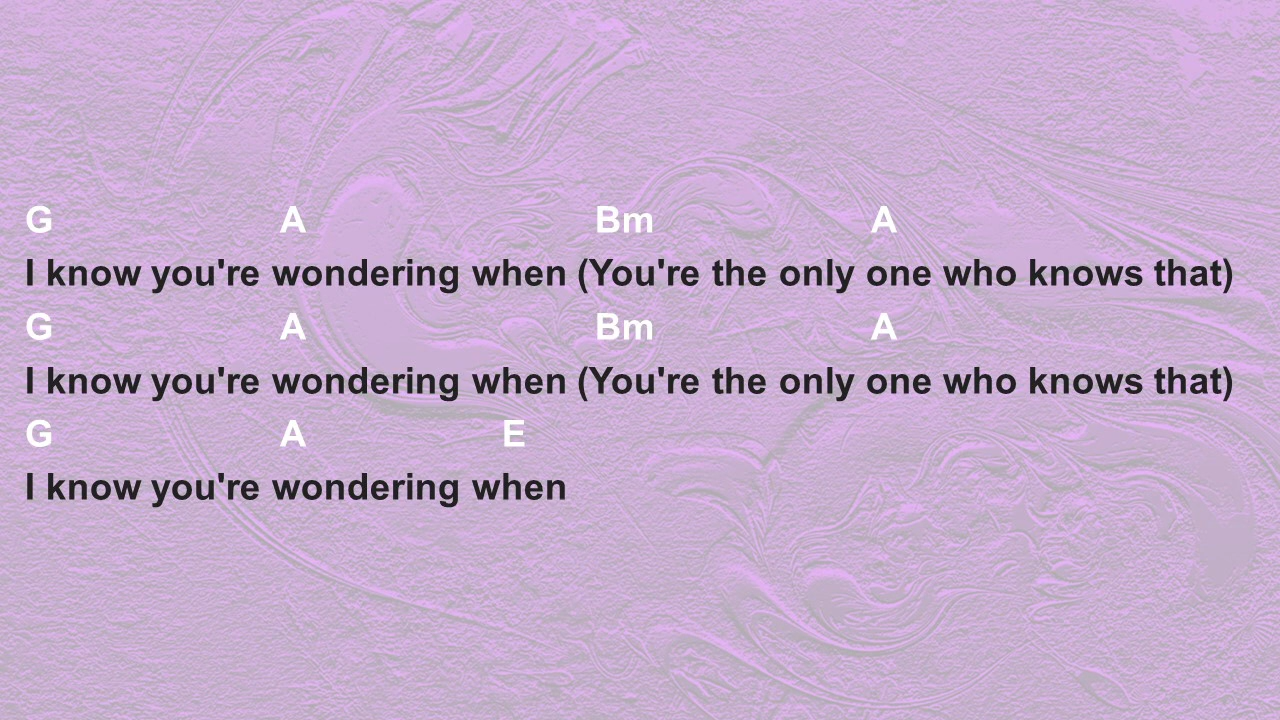 G A Bm A
I know you're wondering when (You're the only one who knows that)
G A Bm A
I know you're wondering when (You're the only one who knows that)
G A E
I know you're wondering when